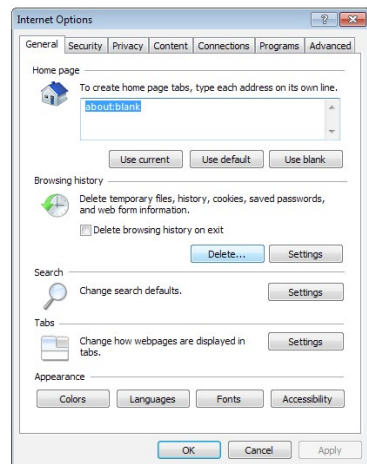 Internet Options
General Security Privacy Content Connections Programs Advanced
Home page
To create home page tabs, type each address on its own line.
about:blank
Use current Use default Use blank
Browsing history
Delete temporary files, history, cookies, saved passwords,
and web form information.
Delete browsing history on exit
Delete... Settings
Search
Change search defaults. Settings
Tabs
Change how webpages are displayed in
tabs. Settings
Appearance
Colors Languages Fonts Accessibility
OK Cancel Apply